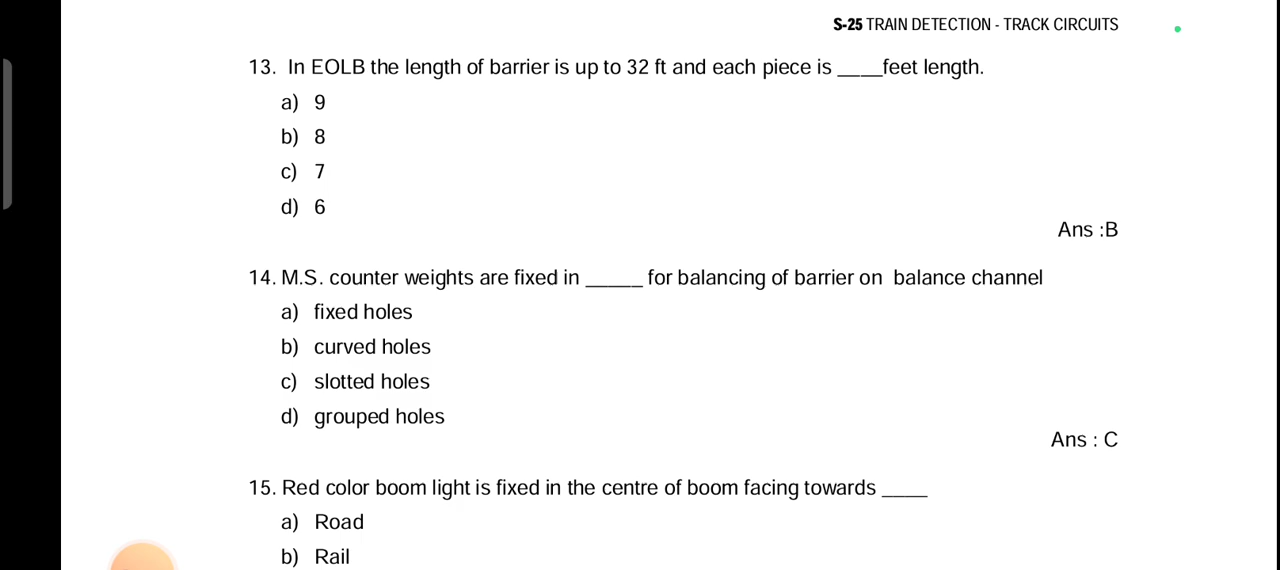 S-25 TRAIN DETECTION - TRACK CIRCUITS
13. In EOLB the length of barrier is up to 32 ft and each piece is ____feet length.
a) 9
b) 8
c) 7
d) 6
Ans :B
14. M.S. counter weights are fixed in _____ for balancing of barrier on balance channel
a) fixed holes
b) curved holes
c) slotted holes
d) grouped holes
Ans : C
15. Red color boom light is fixed in the centre of boom facing towards ____
a) Road
b) Rail